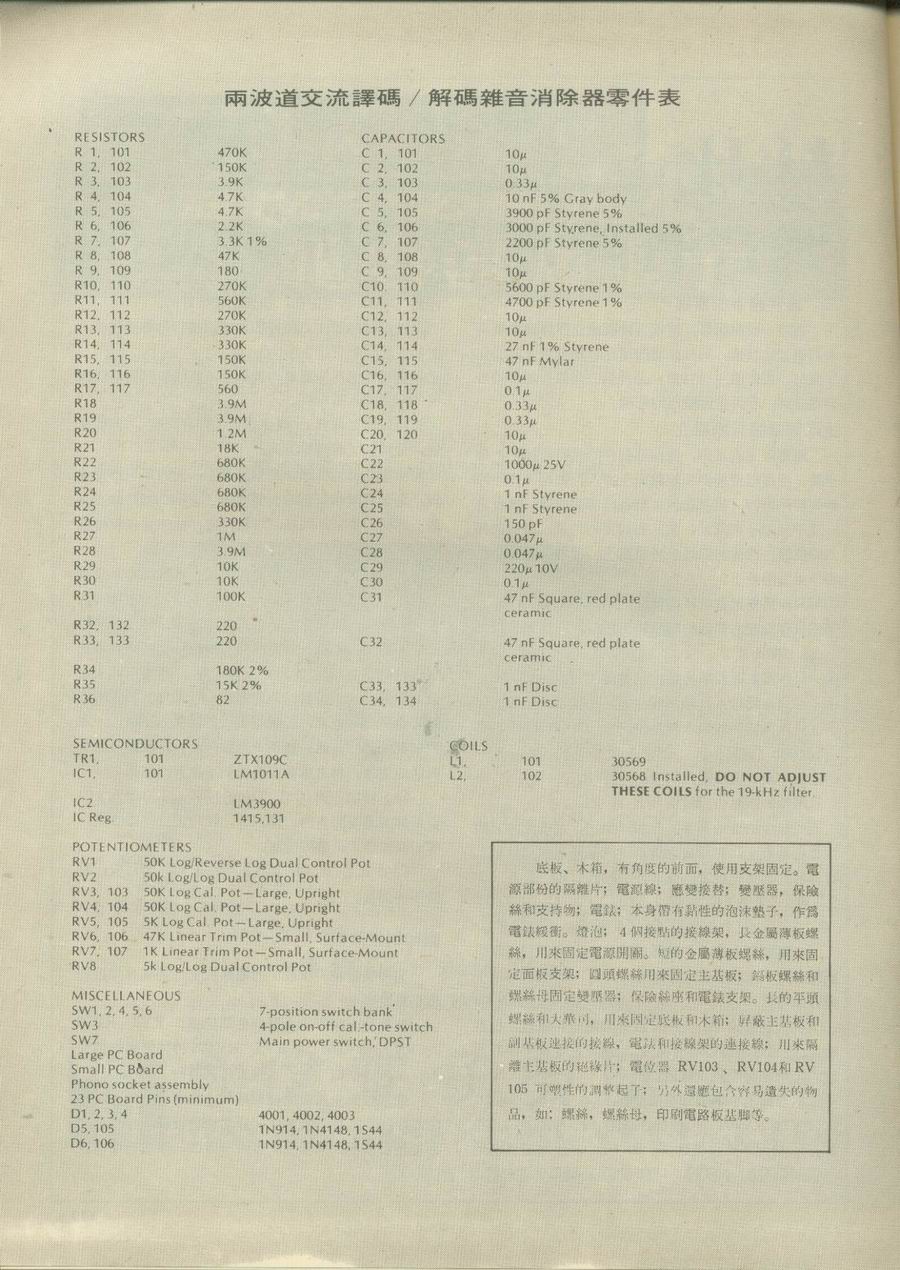 兩波道交流譯碼 / 解碼雜音消除器零件表
RESISTORS
R 1, 101 470K
R 2, 102 150K
R 3, 103 3.9K
R 4, 104 4.7K
R 5, 105 4.7K
R 6, 106 2.2K
R 7, 107 3.3K 1%
R 8, 108 47K
R 9, 109 180
R10, 110 270K
R11, 111 560K
R12, 112 270K
R13, 113 330K
R14, 114 330K
R15, 115 150K
R16, 116 150K
R17, 117 560
R18 3.9M
R19 3.9M
R20 1.2M
R21 18K
R22 680K
R23 680K
R24 680K
R25 680K
R26 330K
R27 1M
R28 3.9M
R29 10K
R30 10K
R31 100K
R32, 132 220
R33, 133 220
R34 180K 2%
R35 15K 2%
R36 82
CAPACITORS
C 1, 101 10μ
C 2, 102 10μ
C 3, 103 0.33μ
C 4, 104 10 nF 5% Gray body
C 5, 105 3900 pF Styrene 5%
C 6, 106 3000 pF Styrene, Installed 5%
C 7, 107 2200 pF Styrene 5%
C 8, 108 10μ
C 9, 109 10μ
C10, 110 5600 pF Styrene 1%
C11, 111 4700 pF Styrene 1%
C12, 112 10μ
C13, 113 10μ
C14, 114 27 nF 1% Styrene
C15, 115 47 nF Mylar
C16, 116 10μ
C17, 117 0.1μ
C18, 118 0.33μ
C19, 119 0.33μ
C20, 120 10μ
C21 10μ
C22 1000μ 25V
C23 0.1μ
C24 1 nF Styrene
C25 1 nF Styrene
C26 150 pF
C27 0.047μ
C28 0.047μ
C29 220μ 10V
C30 0.1μ
C31 47 nF Square, red plate
ceramic
C32 47 nF Square, red plate
ceramic
C33, 133 1 nF Disc
C34, 134 1 nF Disc
SEMICONDUCTORS
TR1, 101 ZTX109C
IC1, 101 LM1011A
IC2 LM3900
IC Reg. 1415,131
COILS
L1, 101 30569
L2, 102 30568 Installed, DO NOT ADJUST
THESE COILS for the 19-kHz filter.
POTENTIOMETERS
RV1 50K Log/Reverse Log Dual Control Pot
RV2 50k Log/Log Dual Control Pot
RV3, 103 50K Log Cal. Pot—Large, Upright
RV4, 104 50K Log Cal. Pot—Large, Upright
RV5, 105 5K Log Cal. Pot—Large, Upright
RV6, 106 47K Linear Trim Pot—Small, Surface-Mount
RV7, 107 1K Linear Trim Pot—Small, Surface-Mount
RV8 5k Log/Log Dual Control Pot
MISCELLANEOUS
SW1, 2, 4, 5, 6 7-position switch bank
SW3 4-pole on-off cal-tone switch
SW7 Main power switch, DPST
Large PC Board
Small PC Board
Phono socket assembly
23 PC Board Pins (minimum)
D1, 2, 3, 4 4001, 4002, 4003
D5, 105 1N914, 1N4148, 1S44
D6, 106 1N914, 1N4148, 1S44
底板、木箱，有角度的前面，使用支架固定。電
源部份的隔離片；電源線；應變接替；變壓器，保險
絲和支持物；電鍅；本身帶有黏性的泡沫墊子，作爲
電鍅緩衝。燈泡；4個接點的接線架，長金屬薄板螺
絲，用來固定電源開關。短的金屬薄板螺絲，用來固
定面板支架；圓頭螺絲用來固定主基板；鎘板螺絲和
螺絲母固定變壓器；保險絲座和電鍅支架。長的平頭
螺絲和大華司，用來固定底板和木箱；屏蔽主基板和
副基板連接的接線，電鍅和接線架的連接線；用來隔
離主基板的絕緣片；電位器 RV103、RV104和RV
105 可塑性的調整起子；另外還應包含容易遺失的物
品，如：螺絲，螺絲母，印刷電路板基脚等。